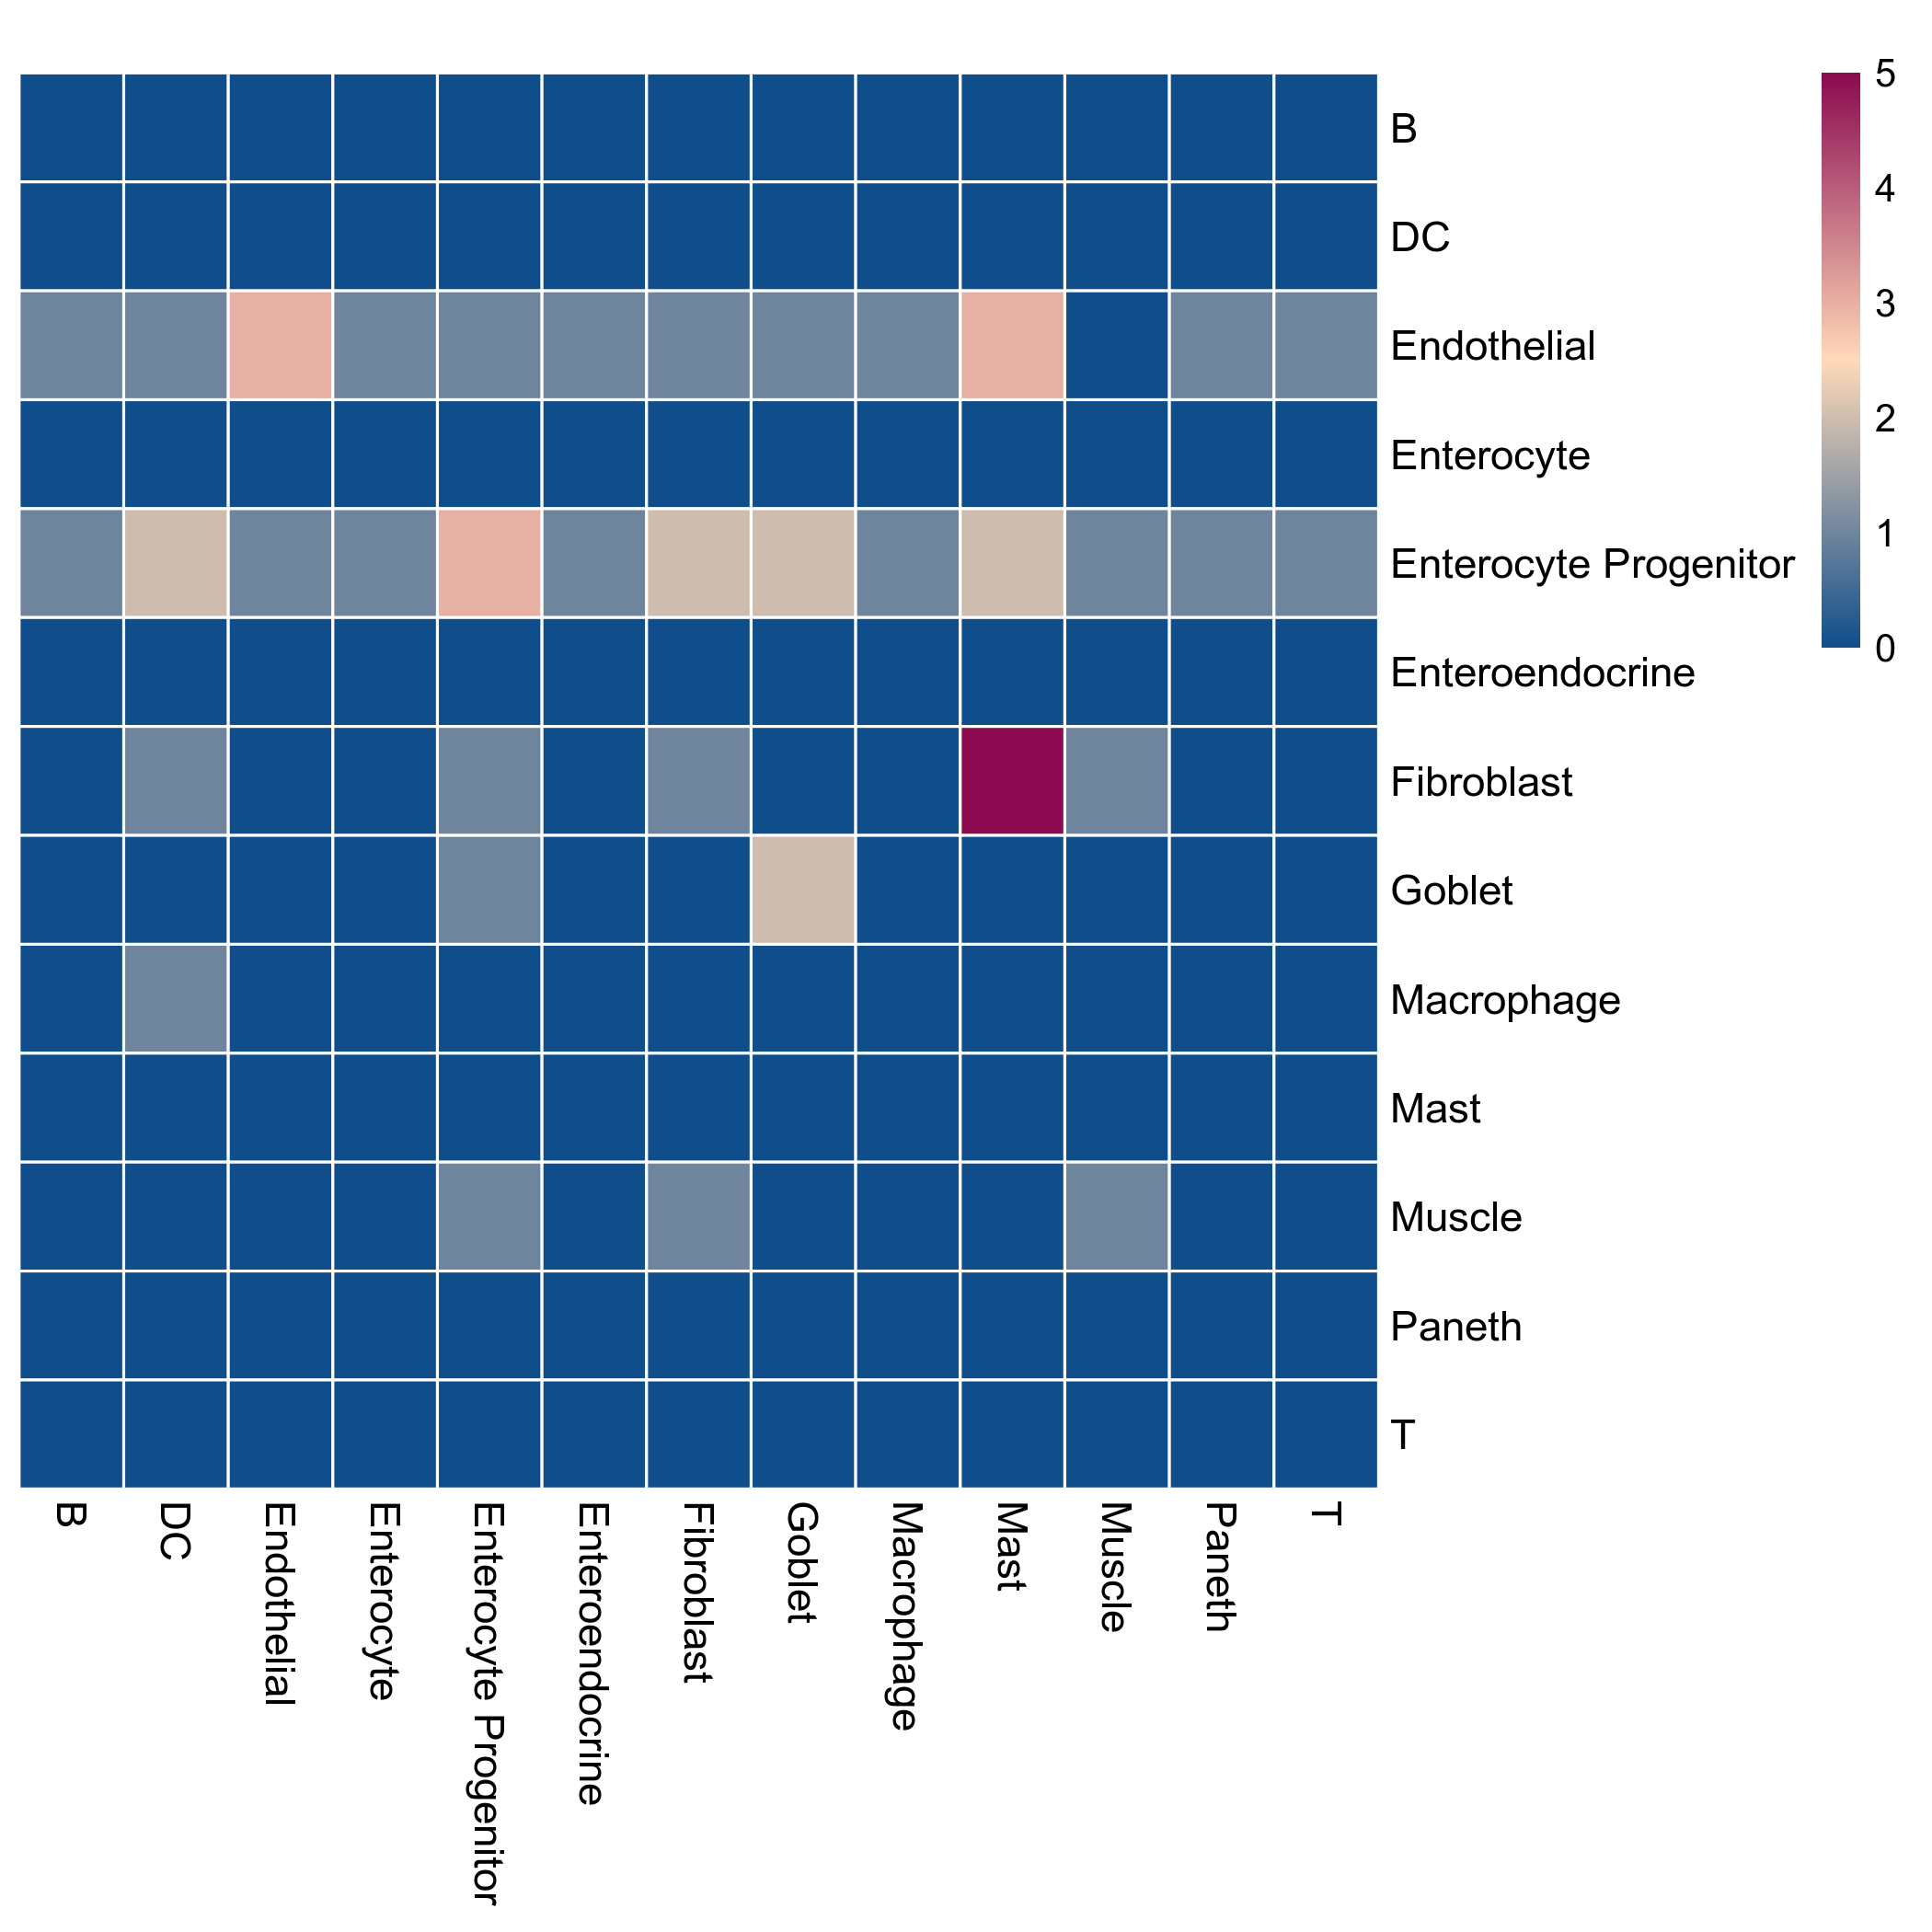 B
DC
Endothelial
Enterocyte
Enterocyte Progenitor
Enteroendocrine
Fibroblast
Goblet
Macrophage
Mast
Muscle
Paneth
T
5
4
3
2
1
0
B
DC
Endothelial
Enterocyte
Enterocyte Progenitor
Enteroendocrine
Fibroblast
Goblet
Macrophage
Mast
Muscle
Paneth
T